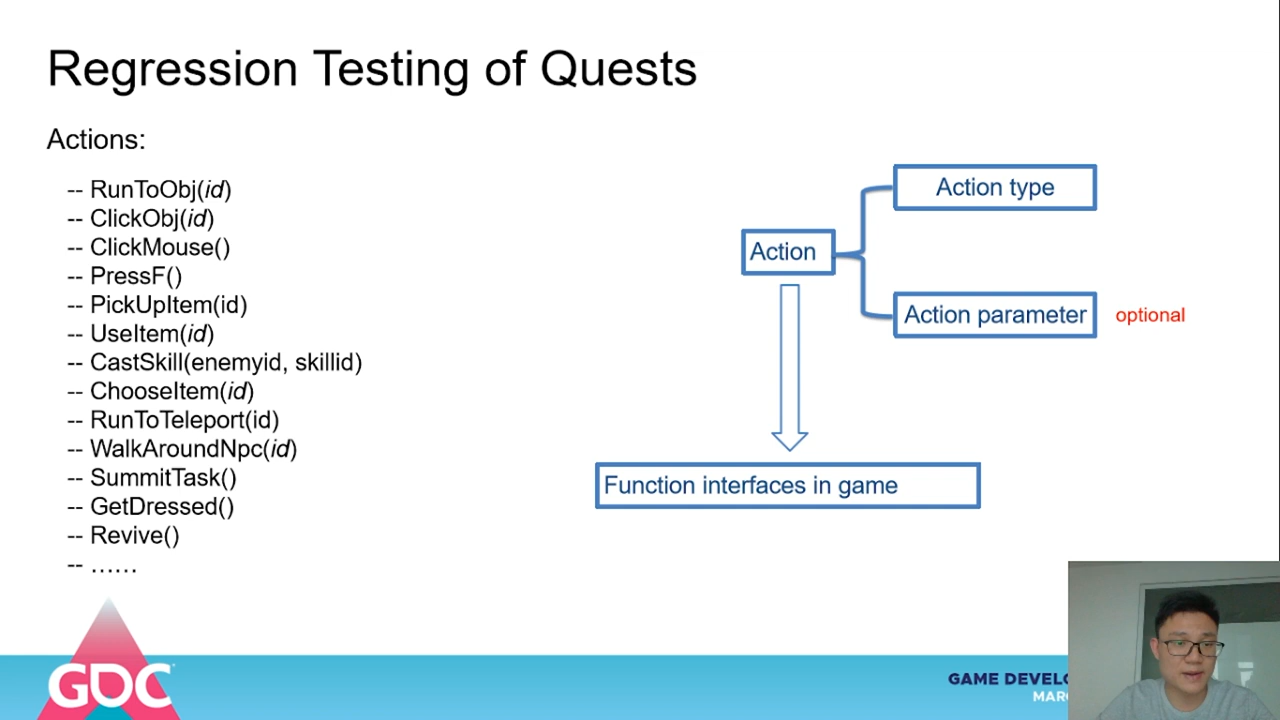 Regression Testing of Quests
Actions:
-- RunToObj(id)
-- ClickObj(id)
-- ClickMouse()
-- PressF()
-- PickUpItem(id)
-- UseItem(id)
-- CastSkill(enemyid, skillid)
-- ChooseItem(id)
-- RunToTeleport(id)
-- WalkAroundNpc(id)
-- SummitTask()
-- GetDressed()
-- Revive()
-- ……
Action type
Action
Action parameter
optional
Function interfaces in game
GDC
GAME DEVELO
MARC